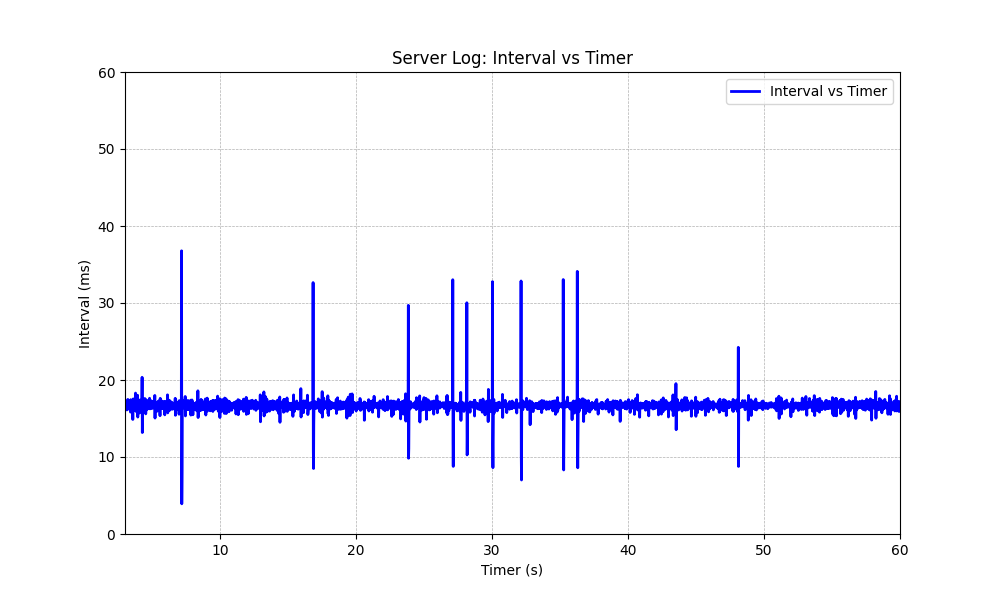 Server Log: Interval vs Timer
Interval vs Timer
60
50
40
30
20
10
0
Interval (ms)
10 20 30 40 50 60
Timer (s)